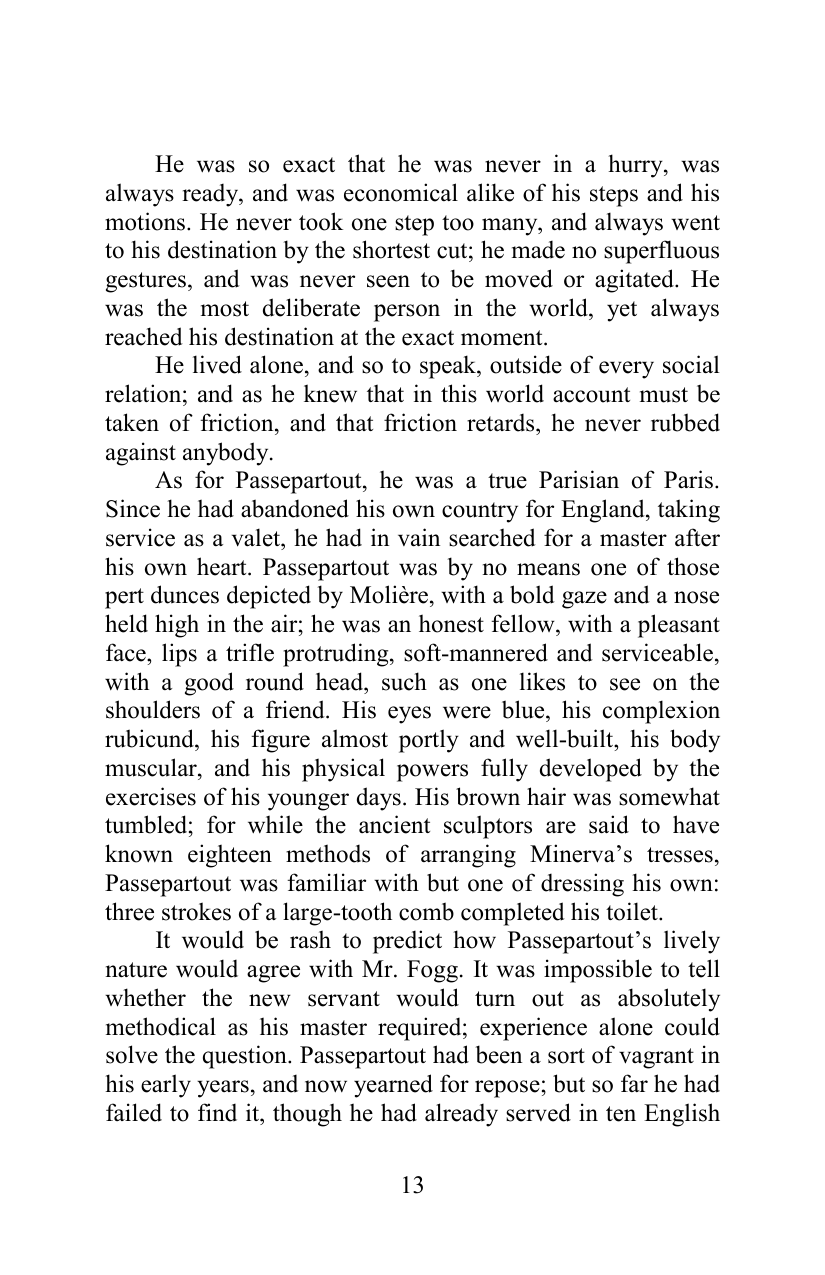 He was so exact that he was never in a hurry, was
always ready, and was economical alike of his steps and his
motions. He never took one step too many, and always went
to his destination by the shortest cut; he made no superfluous
gestures, and was never seen to be moved or agitated. He
was the most deliberate person in the world, yet always
reached his destination at the exact moment.
He lived alone, and so to speak, outside of every social
relation; and as he knew that in this world account must be
taken of friction, and that friction retards, he never rubbed
against anybody.
As for Passepartout, he was a true Parisian of Paris.
Since he had abandoned his own country for England, taking
service as a valet, he had in vain searched for a master after
his own heart. Passepartout was by no means one of those
pert dunces depicted by Molière, with a bold gaze and a nose
held high in the air; he was an honest fellow, with a pleasant
face, lips a trifle protruding, soft-mannered and serviceable,
with a good round head, such as one likes to see on the
shoulders of a friend. His eyes were blue, his complexion
rubicund, his figure almost portly and well-built, his body
muscular, and his physical powers fully developed by the
exercises of his younger days. His brown hair was somewhat
tumbled; for while the ancient sculptors are said to have
known eighteen methods of arranging Minerva’s tresses,
Passepartout was familiar with but one of dressing his own:
three strokes of a large-tooth comb completed his toilet.
It would be rash to predict how Passepartout’s lively
nature would agree with Mr. Fogg. It was impossible to tell
whether the new servant would turn out as absolutely
methodical as his master required; experience alone could
solve the question. Passepartout had been a sort of vagrant in
his early years, and now yearned for repose; but so far he had
failed to find it, though he had already served in ten English
13